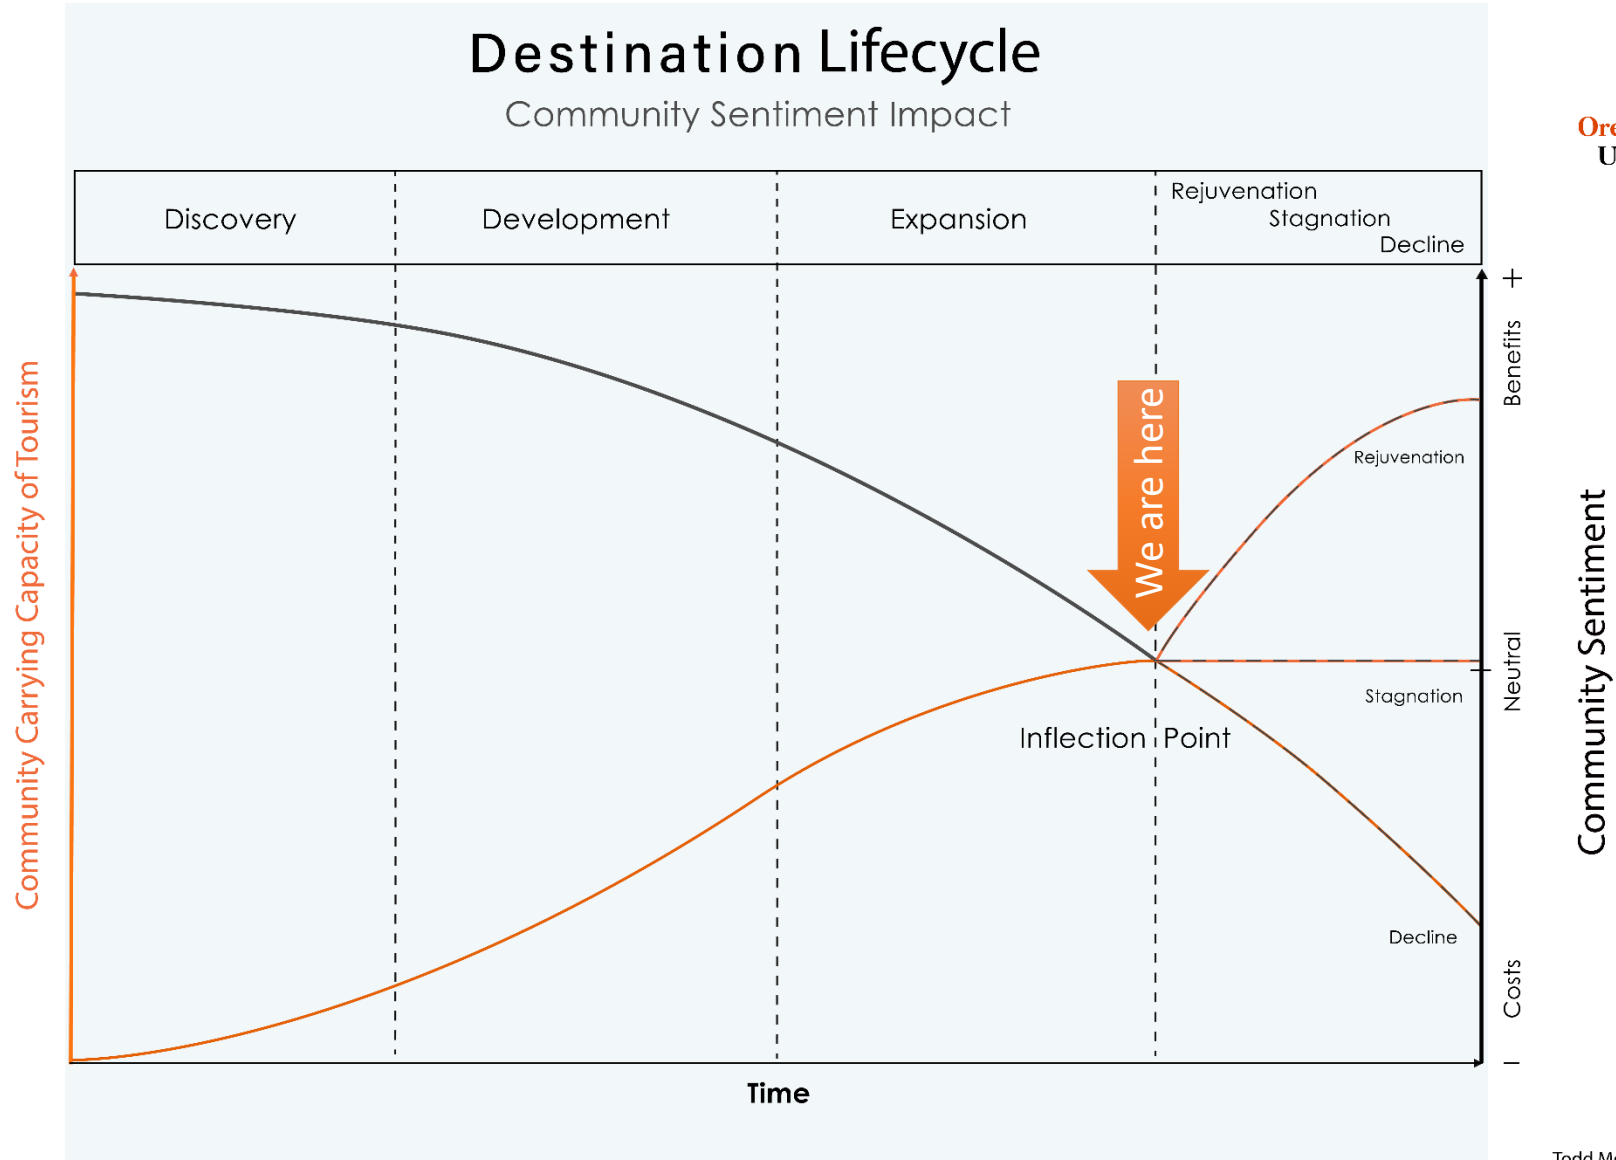 Destination Lifecycle
Community Sentiment Impact
Discovery
Development
Expansion
Rejuvenation
Stagnation
Decline
Community Carrying Capacity of Tourism
We are here
Inflection Point
Rejuvenation
Stagnation
Decline
+
Benefits
Neutral
Costs
−
Community Sentiment
Time
Todd